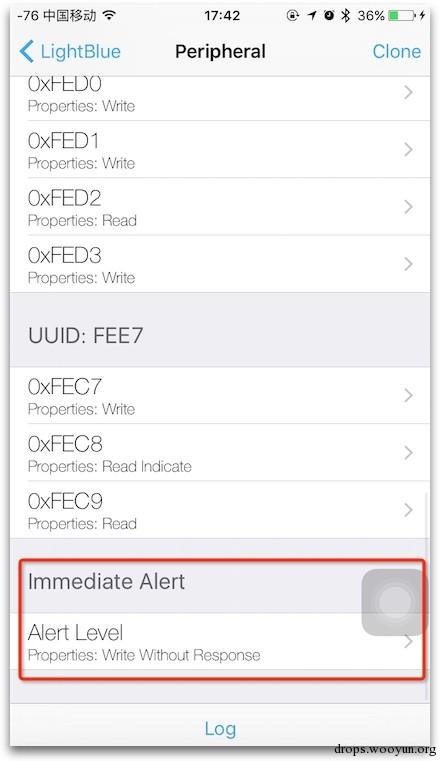 -76 中国移动 17:42 36%
LightBlue Peripheral Clone
0xFED0
Properties: Write
0xFED1
Properties: Write
0xFED2
Properties: Read
0xFED3
Properties: Write
UUID: FEE7
0xFEC7
Properties: Write
0xFEC8
Properties: Read Indicate
0xFEC9
Properties: Read
Immediate Alert
Alert Level
Properties: Write Without Response
Log
drops.wooyun.org